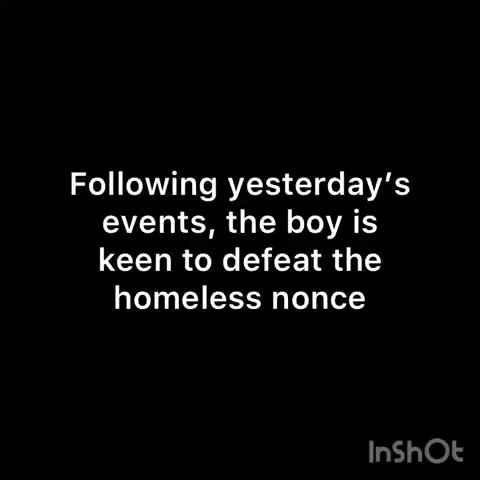 Following yesterday’s
events, the boy is
keen to defeat the
homeless nonce
InShOt